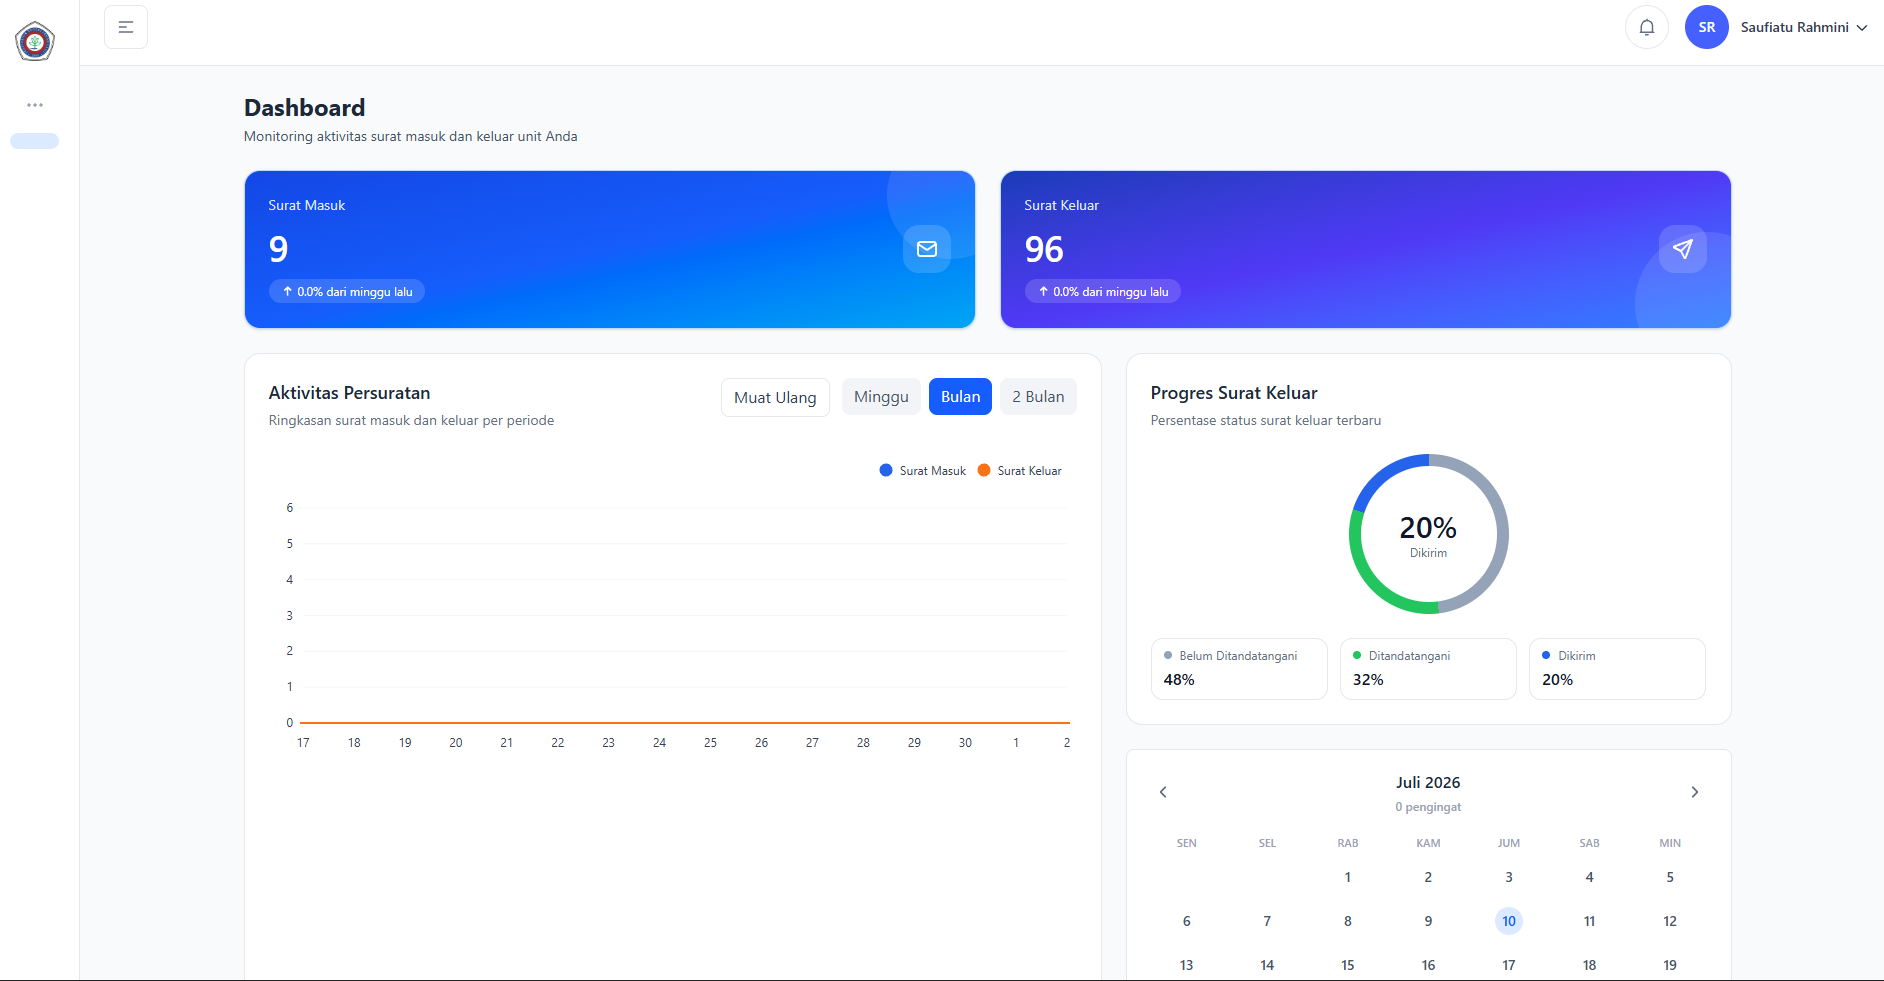 SR
Saufiatu Rahmini
Dashboard
Monitoring aktivitas surat masuk dan keluar unit Anda
Surat Masuk
9
0.0% dari minggu lalu
Surat Keluar
96
0.0% dari minggu lalu
Aktivitas Persuratan
Ringkasan surat masuk dan keluar per periode
Muat Ulang
Minggu
Bulan
2 Bulan
Surat Masuk
Surat Keluar
6
5
4
3
2
1
0
17 18 19 20 21 22 23 24 25 26 27 28 29 30 1 2
Progres Surat Keluar
Persentase status surat keluar terbaru
20%
Dikirim
Belum Ditandatangani
48%
Ditandatangani
32%
Dikirim
20%
Juli 2026
0 pengingat
SEN SEL RAB KAM JUM SAB MIN
1 2 3 4 5
6 7 8 9 10 11 12
13 14 15 16 17 18 19